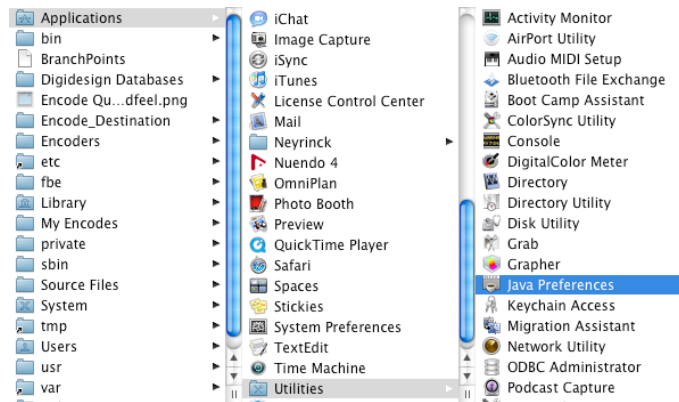 Applications
bin
BranchPoints
Digidesign Databases
Encode Qu...dfeel.png
Encode_Destination
Encoders
etc
fbe
Library
My Encodes
private
sbin
Source Files
System
tmp
Users
usr
var
iChat
Image Capture
iSync
iTunes
License Control Center
Mail
Neyrinck
Nuendo 4
OmniPlan
Photo Booth
Preview
QuickTime Player
Safari
Spaces
Stickies
System Preferences
TextEdit
Time Machine
Utilities
Activity Monitor
AirPort Utility
Audio MIDI Setup
Bluetooth File Exchange
Boot Camp Assistant
ColorSync Utility
Console
DigitalColor Meter
Directory
Directory Utility
Disk Utility
Grab
Grapher
Java Preferences
Keychain Access
Migration Assistant
Network Utility
ODBC Administrator
Podcast Capture